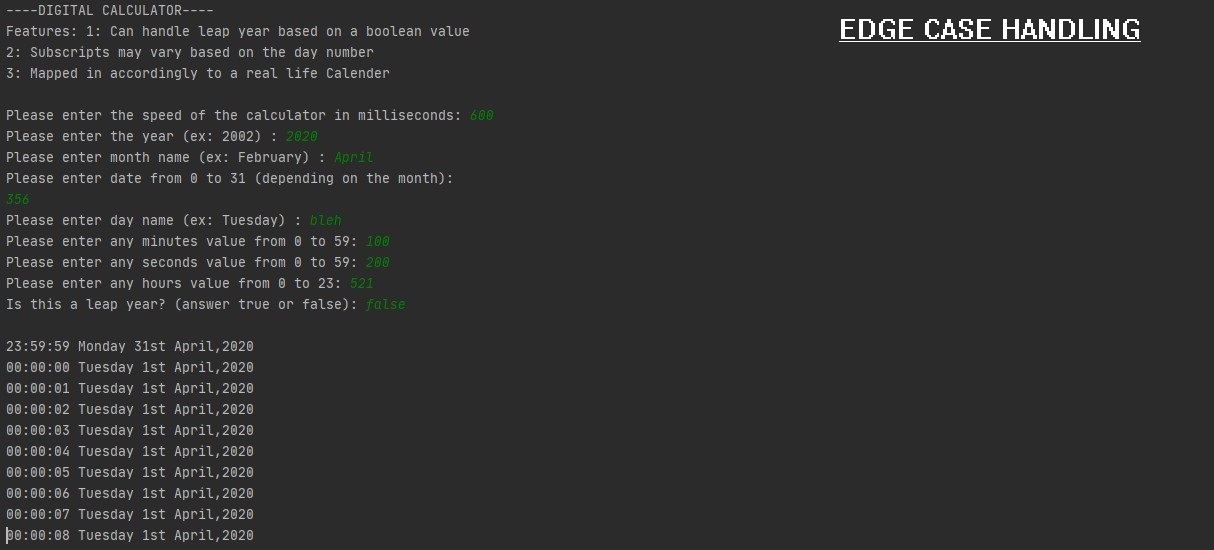 ----DIGITAL CALCULATOR----
EDGE CASE HANDLING
Features: 1: Can handle leap year based on a boolean value
2: Subscripts may vary based on the day number
3: Mapped in accordingly to a real life Calender
Please enter the speed of the calculator in milliseconds: 600
Please enter the year (ex: 2002) : 2020
Please enter month name (ex: February) : April
Please enter date from 0 to 31 (depending on the month):
356
Please enter day name (ex: Tuesday) : bleh
Please enter any minutes value from 0 to 59: 100
Please enter any seconds value from 0 to 59: 200
Please enter any hours value from 0 to 23: 521
Is this a leap year? (answer true or false): false
23:59:59 Monday 31st April,2020
00:00:00 Tuesday 1st April,2020
00:00:01 Tuesday 1st April,2020
00:00:02 Tuesday 1st April,2020
00:00:03 Tuesday 1st April,2020
00:00:04 Tuesday 1st April,2020
00:00:05 Tuesday 1st April,2020
00:00:06 Tuesday 1st April,2020
00:00:07 Tuesday 1st April,2020
00:00:08 Tuesday 1st April,2020